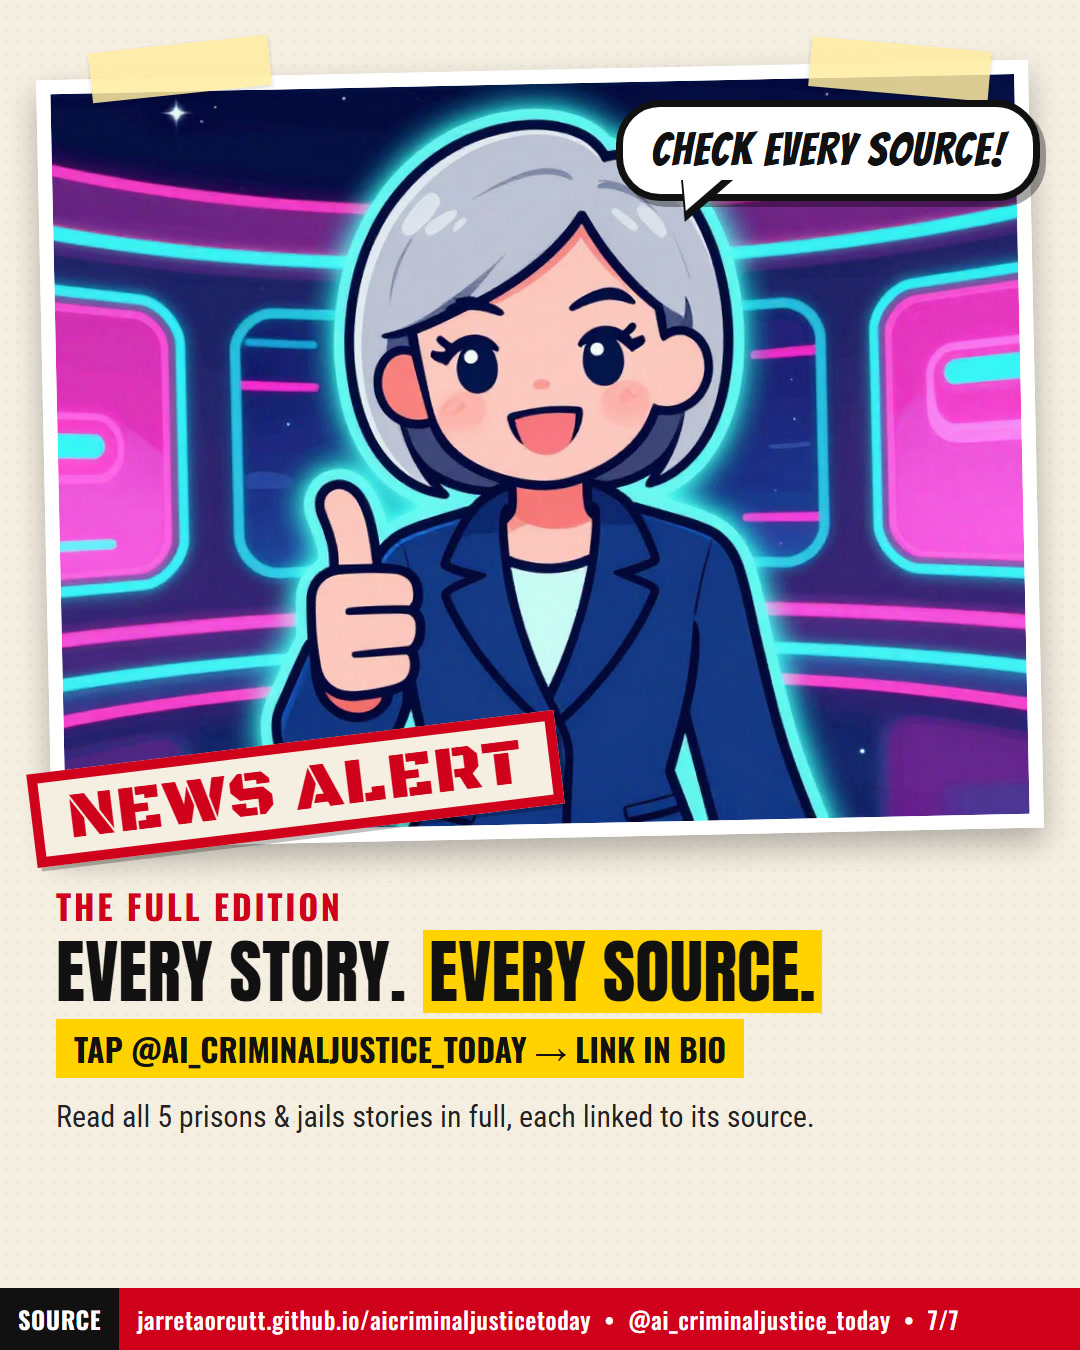 CHECK EVERY SOURCE!
NEWS ALERT
THE FULL EDITION
EVERY STORY. EVERY SOURCE.
TAP @AI_CRIMINALJUSTICE_TODAY → LINK IN BIO
Read all 5 prisons & jails stories in full, each linked to its source.
SOURCE jarretaorcutt.github.io/aicriminaljusticetoday • @ai_criminaljustice_today • 7/7